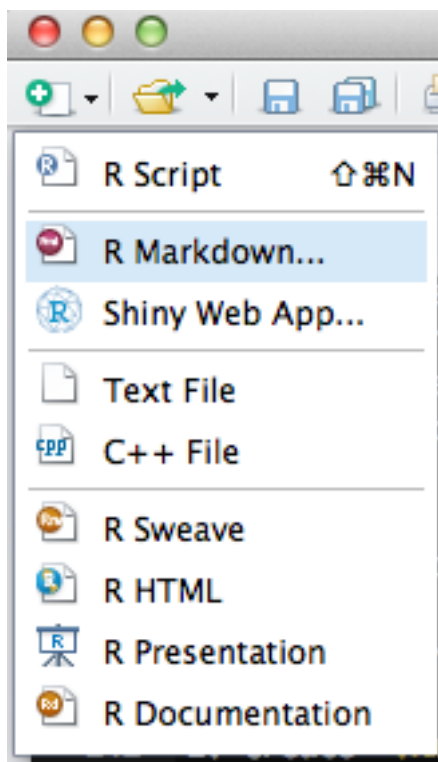 R Script ⇧⌘N
R Markdown...
Shiny Web App...
Text File
C++ File
R Sweave
R HTML
R Presentation
R Documentation